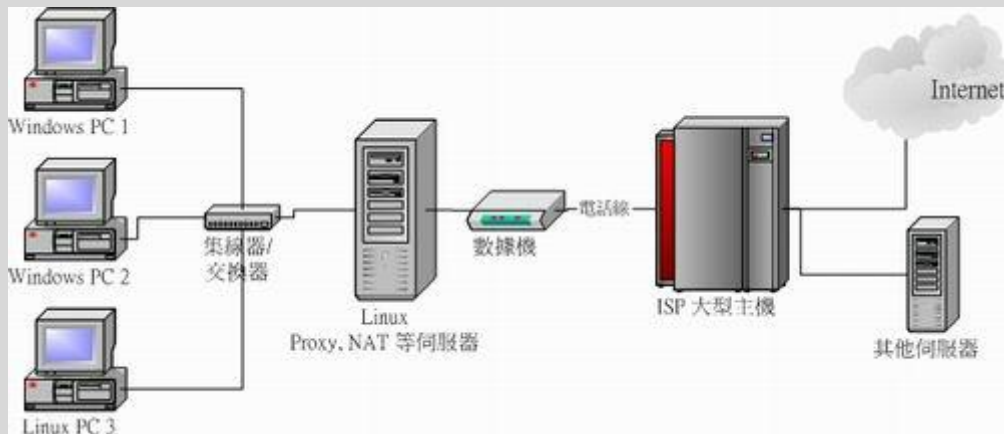 Windows PC 1
Windows PC 2
Linux PC 3
集線器/
交換器
Linux
Proxy、NAT 等伺服器
數據機
電話線
ISP 大型主機
Internet
其他伺服器